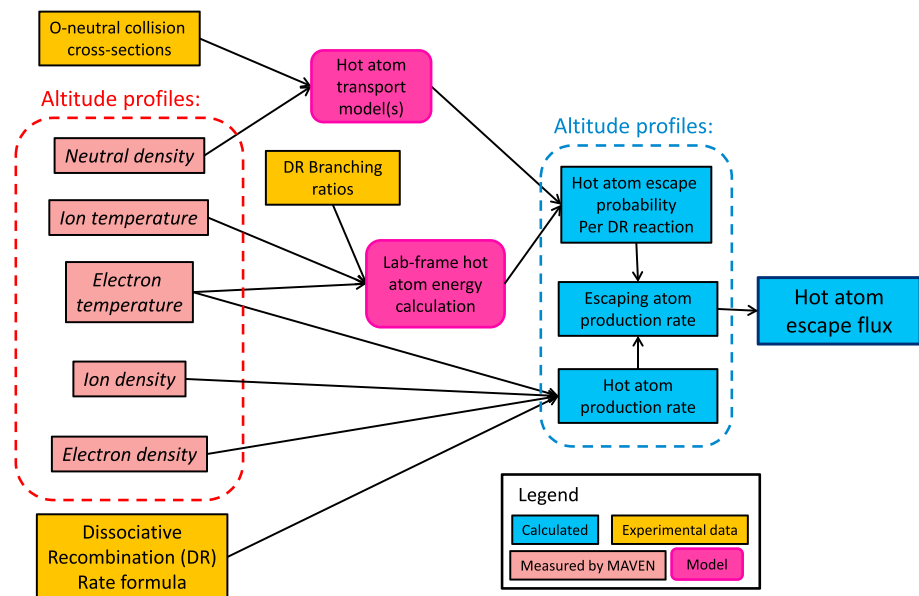 O-neutral collision
cross-sections
Hot atom
transport
model(s)
Altitude profiles:
Neutral density
Ion temperature
Electron
temperature
Ion density
Electron density
DR Branching
ratios
Lab-frame hot
atom energy
calculation
Dissociative
Recombination (DR)
Rate formula
Altitude profiles:
Hot atom escape
probability
Per DR reaction
Escaping atom
production rate
Hot atom
production rate
Hot atom
escape flux
Legend
Calculated
Experimental data
Measured by MAVEN
Model